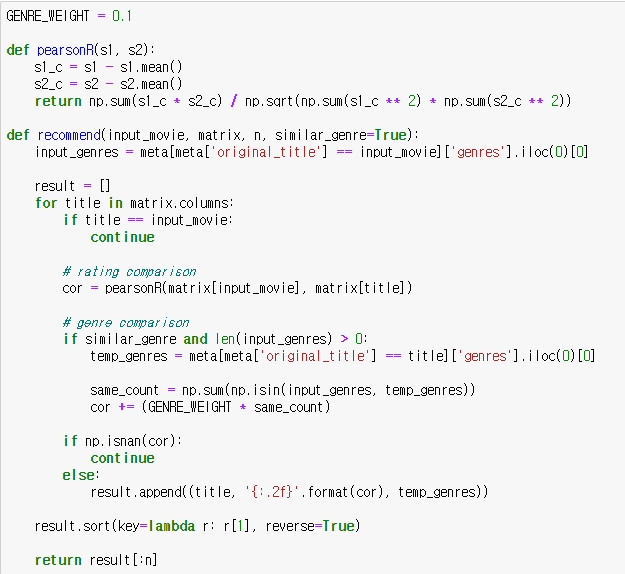 GENRE_WEIGHT = 0.1

def pearsonR(s1, s2):
    s1_c = s1 - s1.mean()
    s2_c = s2 - s2.mean()
    return np.sum(s1_c * s2_c) / np.sqrt(np.sum(s1_c ** 2) * np.sum(s2_c ** 2))

def recommend(input_movie, matrix, n, similar_genre=True):
    input_genres = meta[meta['original_title'] == input_movie]['genres'].iloc(0)[0]

    result = []
    for title in matrix.columns:
        if title == input_movie:
            continue

        # rating comparison
        cor = pearsonR(matrix[input_movie], matrix[title])

        # genre comparison
        if similar_genre and len(input_genres) > 0:
            temp_genres = meta[meta['original_title'] == title]['genres'].iloc(0)[0]

            same_count = np.sum(np.isin(input_genres, temp_genres))
            cor += (GENRE_WEIGHT * same_count)

        if np.isnan(cor):
            continue
        else:
            result.append((title, '{:.2f}'.format(cor), temp_genres))

    result.sort(key=lambda r: r[1], reverse=True)

    return result[:n]